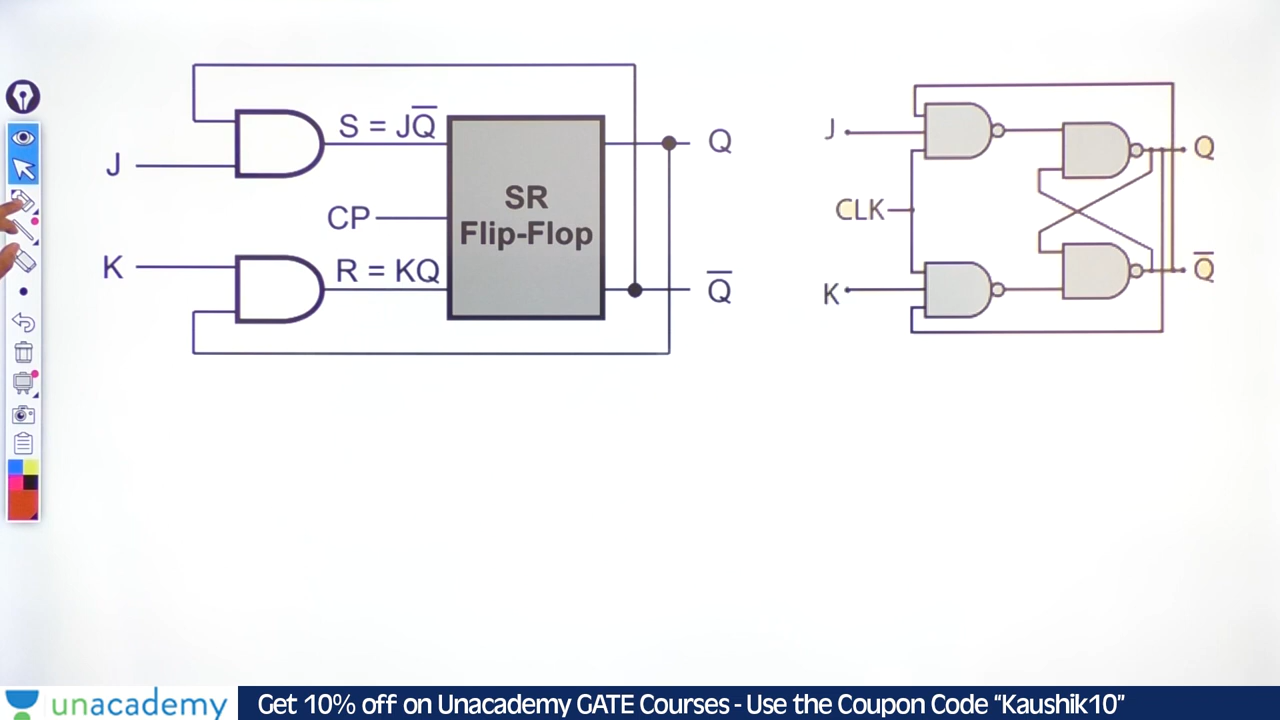 J
K
S = JQ̅
CP
R = KQ
SR
Flip-Flop
Q
Q̅
J
CLK
K
Q
Q̅
unacademy
Get 10% off on Unacademy GATE Courses - Use the Coupon Code “Kaushik10”